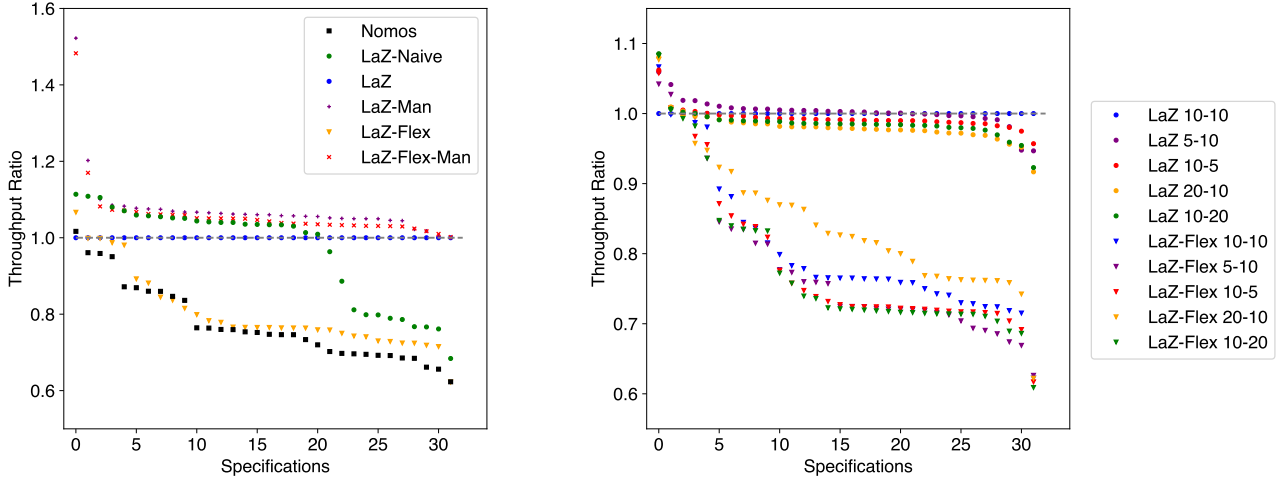 1.6
1.4
1.2
1.0
0.8
0.6
Throughput Ratio
0 5 10 15 20 25 30
Specifications
Nomos
LaZ-Naive
LaZ
LaZ-Man
LaZ-Flex
LaZ-Flex-Man
1.1
1.0
0.9
0.8
0.7
0.6
Throughput Ratio
0 5 10 15 20 25 30
Specifications
LaZ 10-10
LaZ 5-10
LaZ 10-5
LaZ 20-10
LaZ 10-20
LaZ-Flex 10-10
LaZ-Flex 5-10
LaZ-Flex 10-5
LaZ-Flex 20-10
LaZ-Flex 10-20